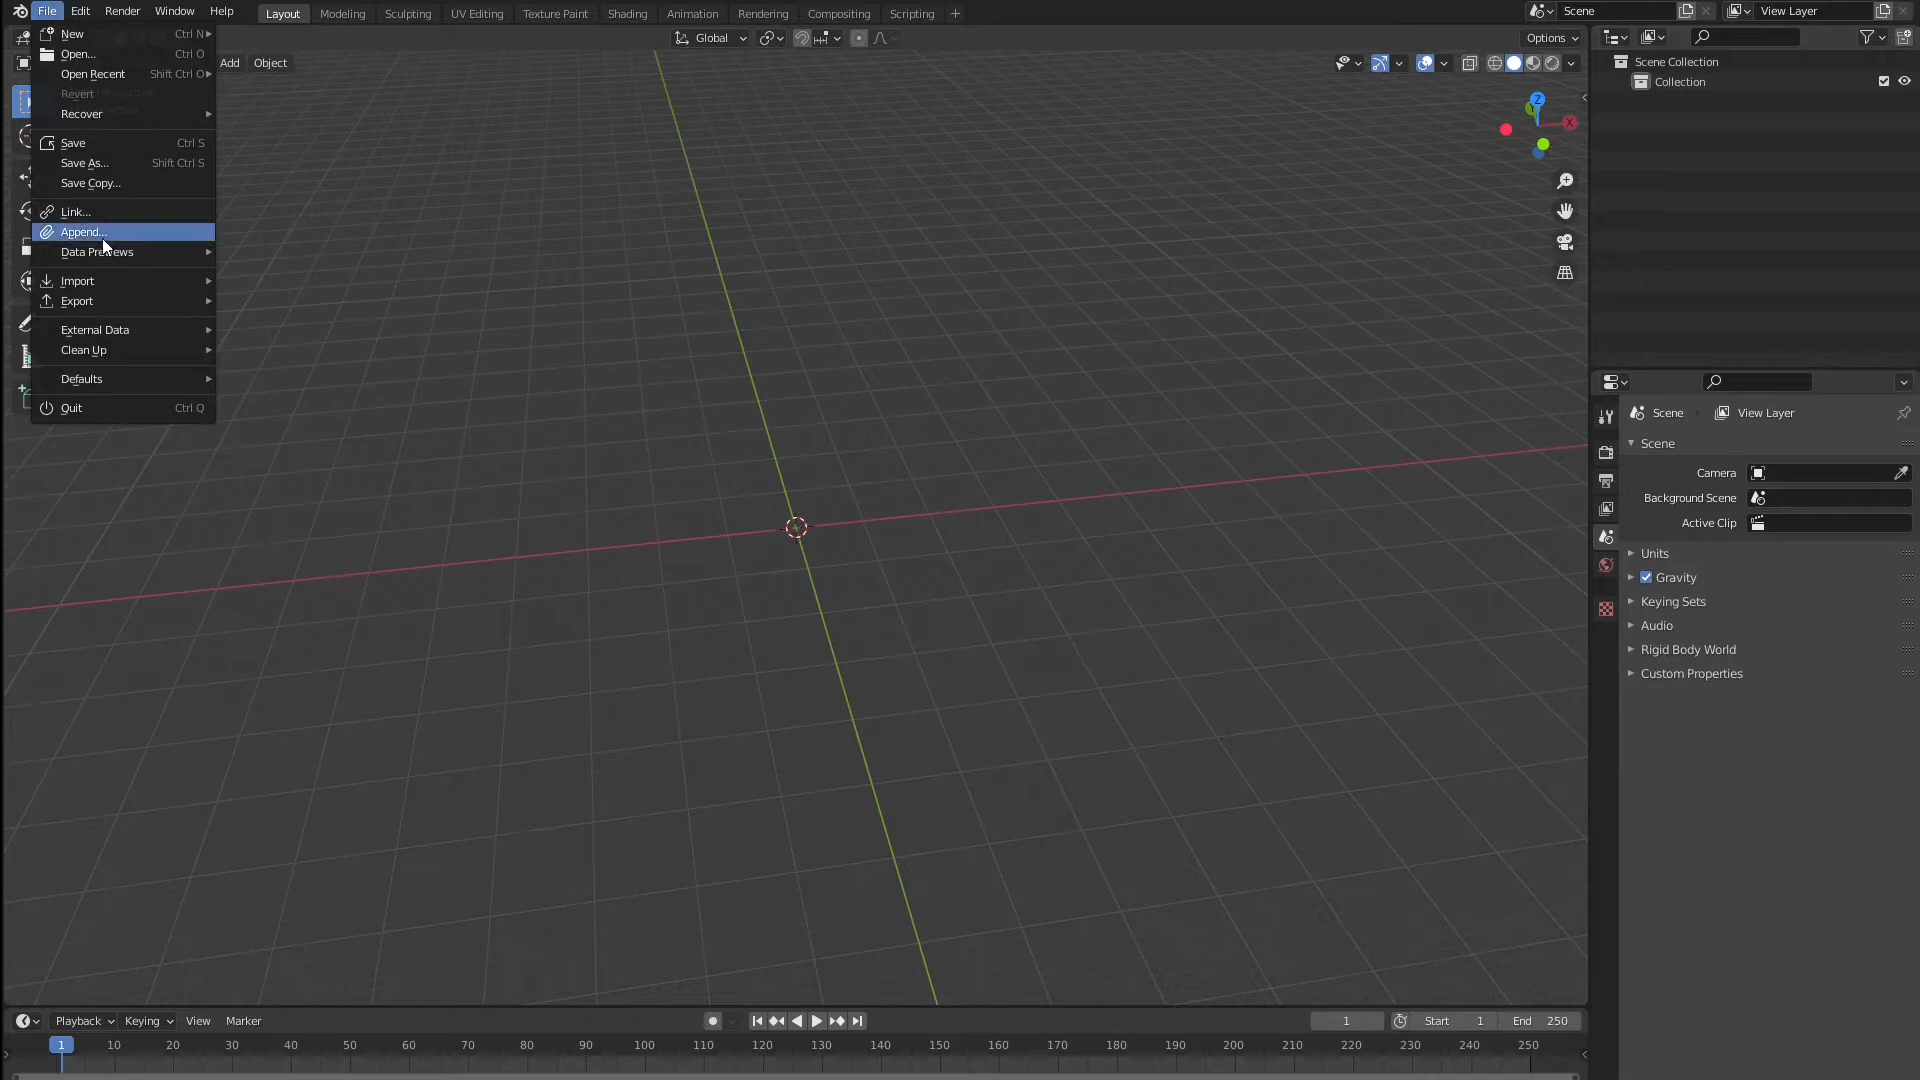 File Edit Render Window Help
Layout Modeling Sculpting UV Editing Texture Paint Shading Animation Rendering Compositing Scripting
Scene
View Layer
New Ctrl N
Open... Ctrl O
Open Recent Shift Ctrl O
Revert
Recover
Save Ctrl S
Save As... Shift Ctrl S
Save Copy...
Link...
Append...
Data Previews
Import
Export
External Data
Clean Up
Defaults
Quit Ctrl Q
Add Object
Global
Options
Z
Y
X
Scene Collection
Collection
Scene View Layer
Scene
Camera
Background Scene
Active Clip
Units
Gravity
Keying Sets
Audio
Rigid Body World
Custom Properties
Playback Keying View Marker
1 Start 1 End 250
1 10 20 30 40 50 60 70 80 90 100 110 120 130 140 150 160 170 180 190 200 210 220 230 240 250